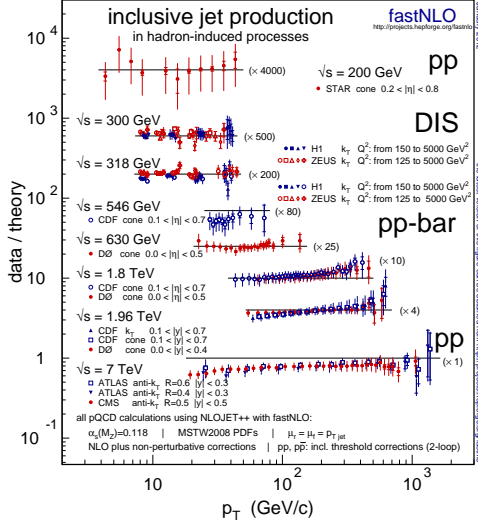 inclusive jet production
in hadron-induced processes
fastNLO
http://projects.hepforge.org/fastnlo
pp
(× 4000)
√s = 200 GeV
STAR cone 0.2 < |η| < 0.8
DIS
√s = 300 GeV
(× 500)
H1 kT Q²: from 150 to 5000 GeV²
ZEUS kT Q²: from 125 to 5000 GeV²
√s = 318 GeV
(× 200)
H1 kT Q²: from 150 to 5000 GeV²
ZEUS kT Q²: from 125 to 5000 GeV²
pp-bar
√s = 546 GeV
(× 80)
CDF cone 0.1 < |η| < 0.7
√s = 630 GeV
(× 25)
DØ cone 0.0 < |η| < 0.5
√s = 1.8 TeV
(× 10)
CDF cone 0.1 < |η| < 0.7
DØ cone 0.0 < |η| < 0.5
√s = 1.96 TeV
(× 4)
CDF kT 0.1 < |y| < 0.7
CDF cone 0.1 < |y| < 0.7
DØ cone 0.0 < |y| < 0.4
pp
√s = 7 TeV
(× 1)
ATLAS anti-kT R=0.6 |y| < 0.3
ATLAS anti-kT R=0.4 |y| < 0.3
CMS anti-kT R=0.5 |y| < 0.5
all pQCD calculations using NLOJET++ with fastNLO:
αs(MZ)=0.118 | MSTW2008 PDFs | μr = μf = pT jet
NLO plus non-perturbative corrections | pp, pp̄: incl. threshold corrections (2-loop)
data / theory
10⁴
10³
10²
10
1
10⁻¹
10
10²
10³
pT (GeV/c)